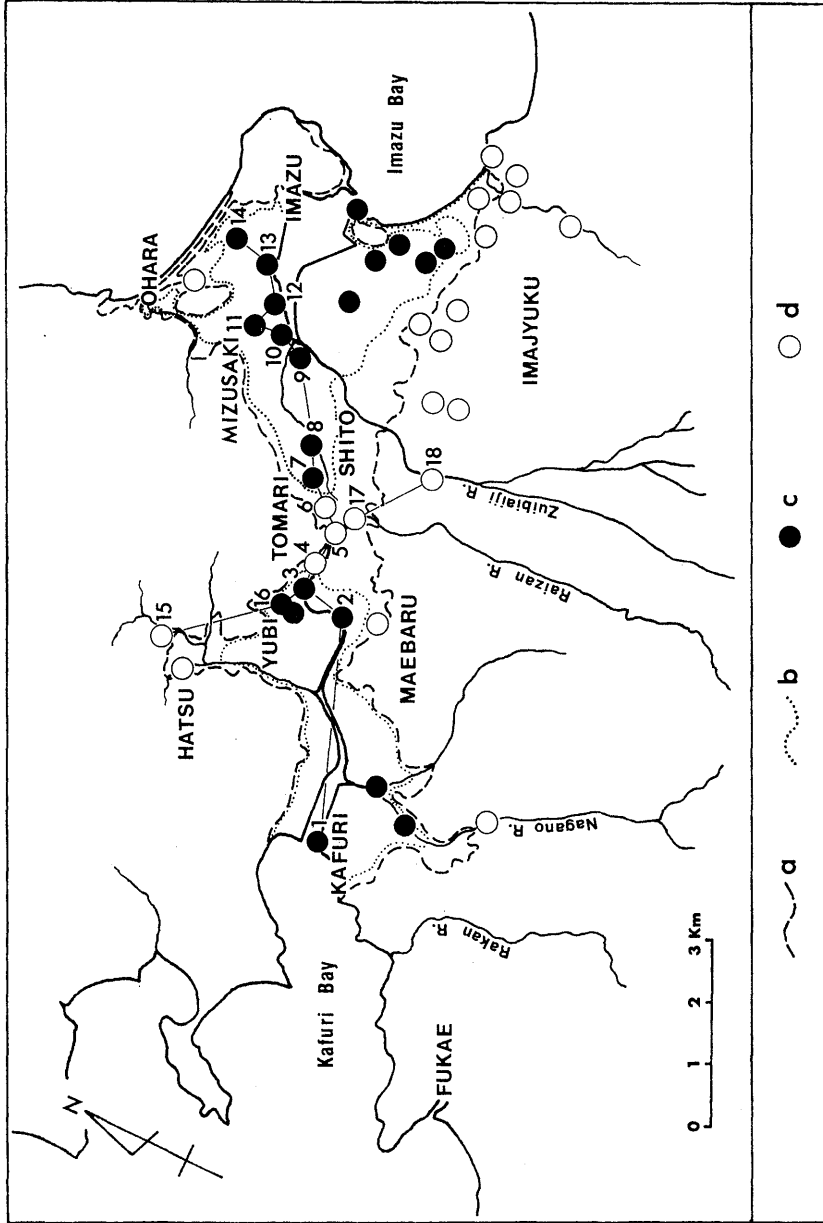 N
OHARA
14
IMAZU
13
Imazu Bay
12
11
MIZUSAKI
10
9
8
SHITO
7
TOMARI
6
17
5
4
3
16
YUBI
2
15
HATSU
MAEBARU
IMAJYUKU
18
Zuibiaiji R.
Raizan R.
1
KAFURI
Nagano R.
Kafuri Bay
Rakan R.
FUKAE
0 1 2 3 Km
a b c d